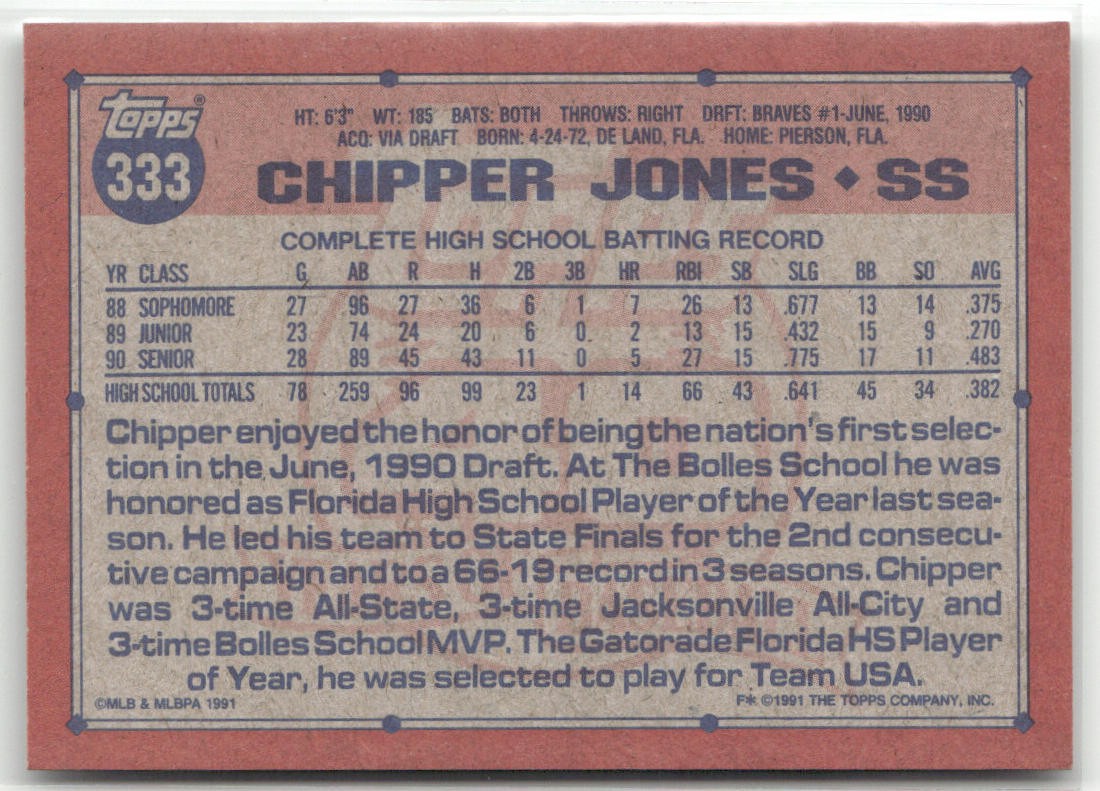 Topps®
333
HT: 6'3" WT: 185 BATS: BOTH THROWS: RIGHT DRFT: BRAVES #1-JUNE, 1990
ACQ: VIA DRAFT BORN: 4-24-72, DE LAND, FLA. HOME: PIERSON, FLA.
CHIPPER JONES ◆ SS
COMPLETE HIGH SCHOOL BATTING RECORD
YR CLASS G AB R H 2B 3B HR RBI SB SLG BB SO AVG
88 SOPHOMORE 27 96 27 36 6 1 7 26 13 .677 13 14 .375
89 JUNIOR 23 74 24 20 6 0 2 13 15 .432 15 9 .270
90 SENIOR 28 89 45 43 11 0 5 27 15 .775 17 11 .483
HIGH SCHOOL TOTALS 78 259 96 99 23 1 14 66 43 .641 45 34 .382
Chipper enjoyed the honor of being the nation's first selec-
tion in the June, 1990 Draft. At The Bolles School he was
honored as Florida High School Player of the Year last sea-
son. He led his team to State Finals for the 2nd consecu-
tive campaign and to a 66-19 record in 3 seasons. Chipper
was 3-time All-State, 3-time Jacksonville All-City and
3-time Bolles School MVP. The Gatorade Florida HS Player
of Year, he was selected to play for Team USA.
©MLB & MLBPA 1991 F* ©1991 THE TOPPS COMPANY, INC.